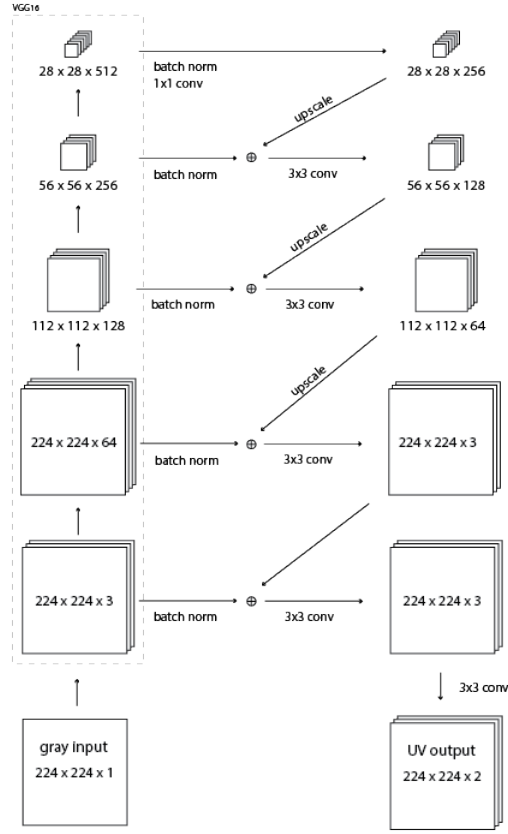 VGG16
28 x 28 x 512
batch norm
1x1 conv
28 x 28 x 256
upscale
56 x 56 x 256
batch norm
3x3 conv
56 x 56 x 128
upscale
112 x 112 x 128
batch norm
3x3 conv
112 x 112 x 64
upscale
224 x 224 x 64
batch norm
3x3 conv
224 x 224 x 3
224 x 224 x 3
batch norm
3x3 conv
224 x 224 x 3
3x3 conv
gray input
224 x 224 x 1
UV output
224 x 224 x 2